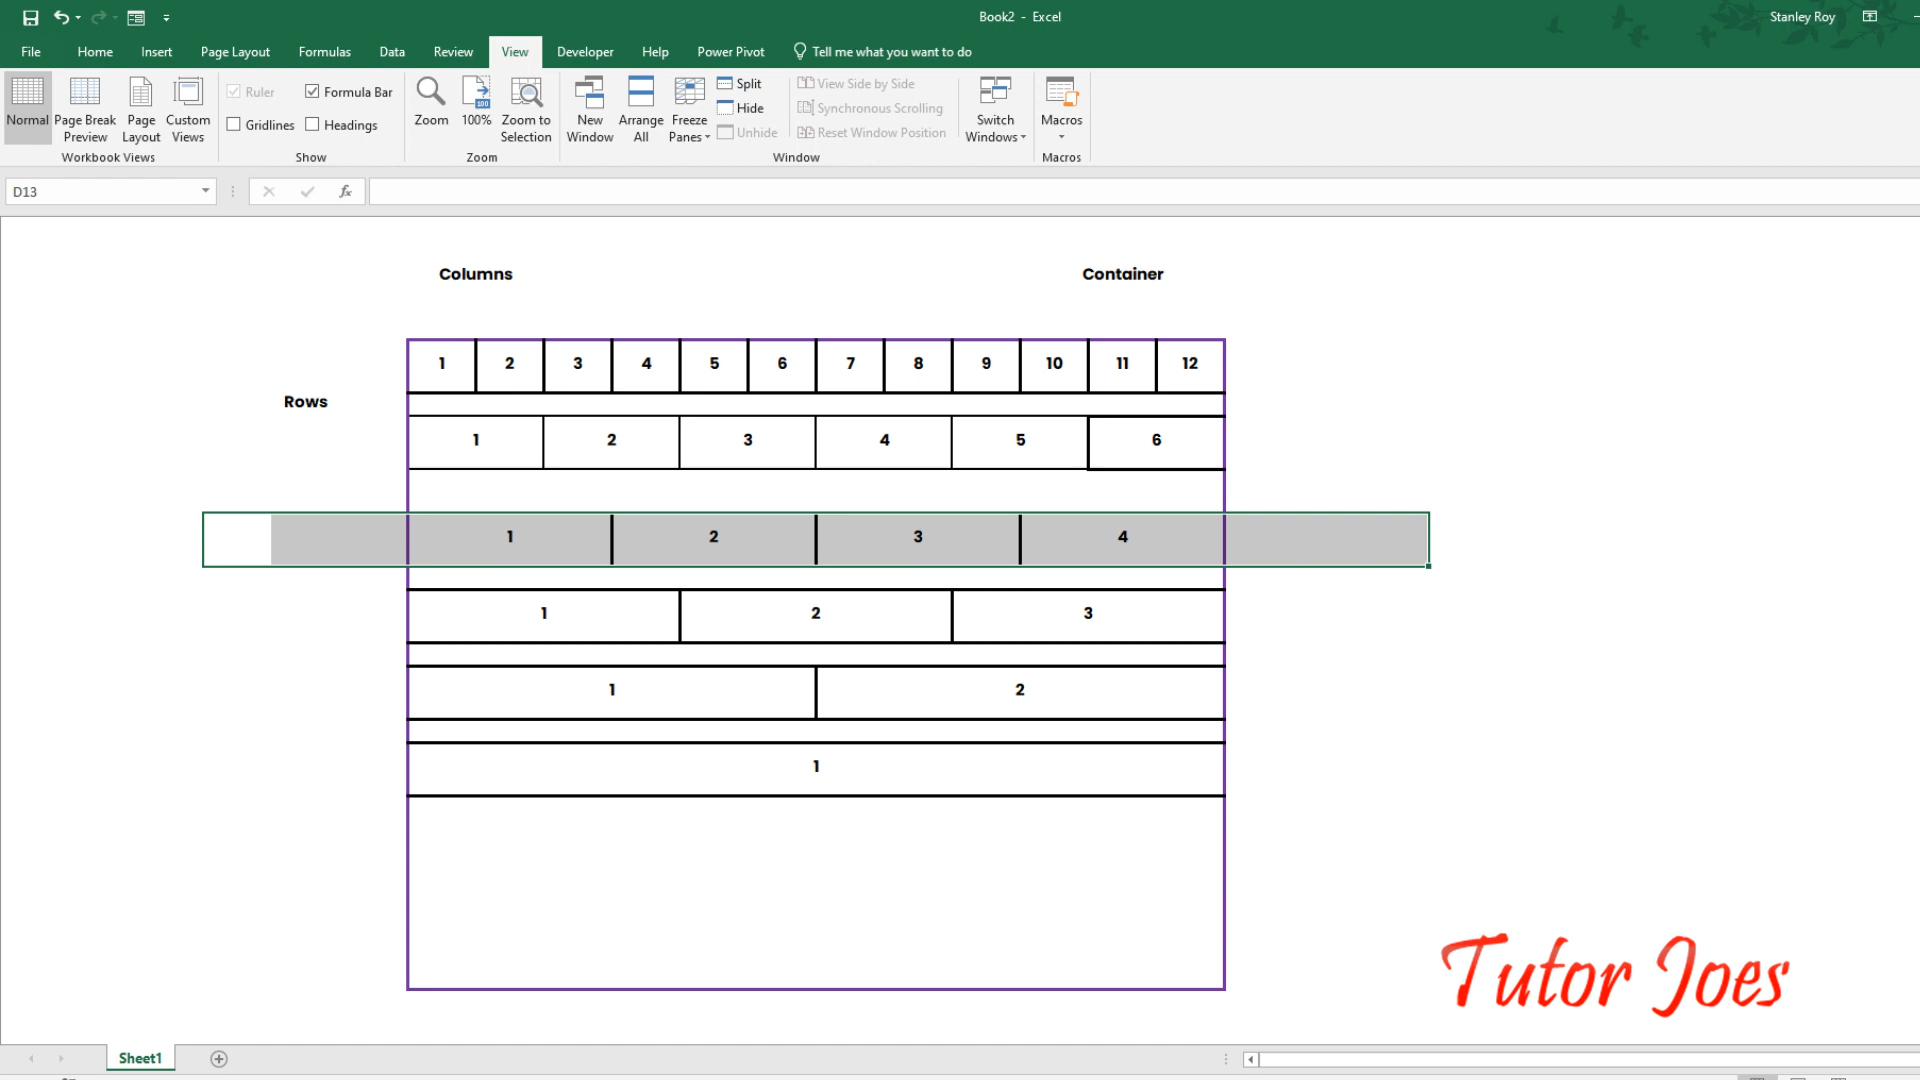 Book2 - Excel
Stanley Roy
File Home Insert Page Layout Formulas Data Review View Developer Help Power Pivot Tell me what you want to do
Normal
Page Break Preview
Page Layout
Custom Views
Workbook Views
Ruler
Formula Bar
Gridlines
Headings
Show
Zoom
100
100%
Zoom to Selection
Zoom
New Window
Arrange All
Freeze Panes
Split
Hide
Unhide
View Side by Side
Synchronous Scrolling
Reset Window Position
Window
Switch Windows
Macros
Macros
D13
fx
Columns
Container
1 2 3 4 5 6 7 8 9 10 11 12
Rows
1 2 3 4 5 6
1 2 3 4
1 2 3
1 2
1
Tutor Joes
Sheet1